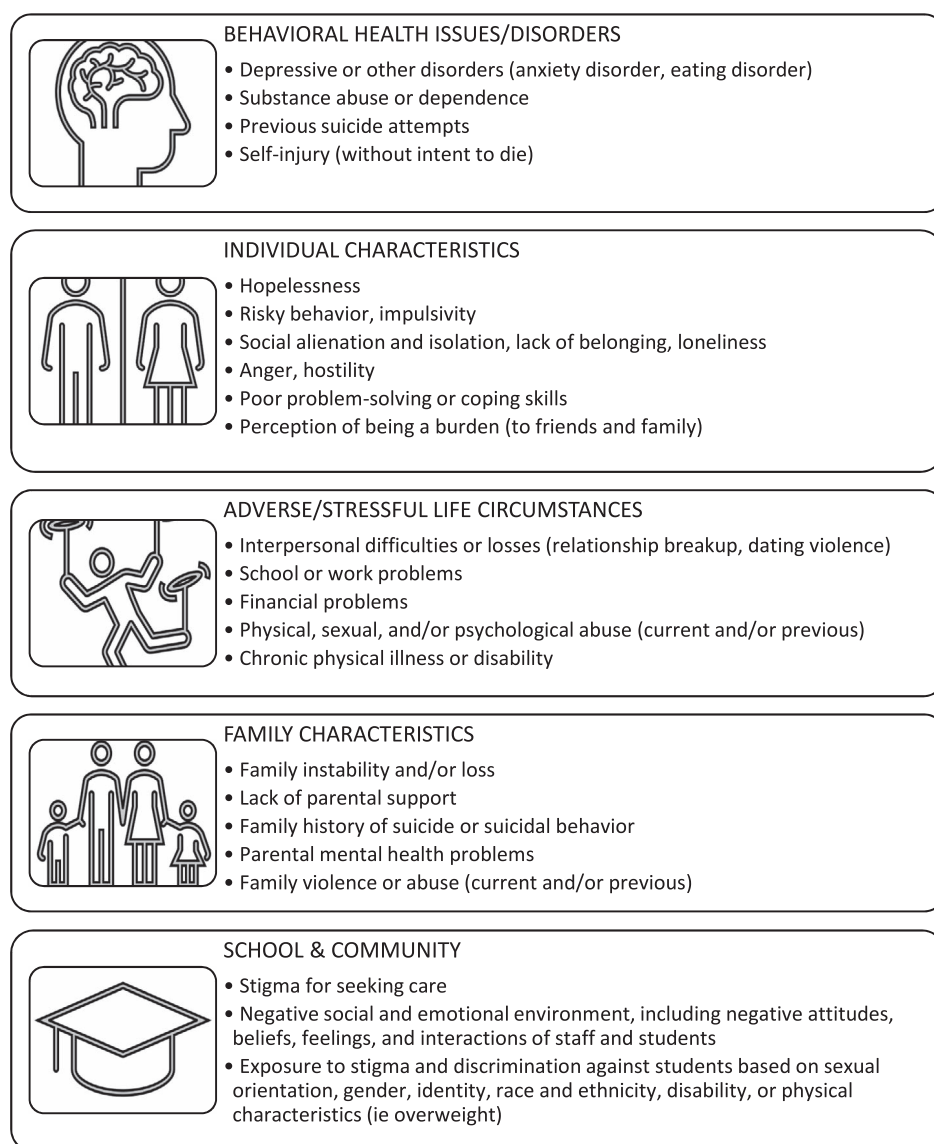 BEHAVIORAL HEALTH ISSUES/DISORDERS
• Depressive or other disorders (anxiety disorder, eating disorder)
• Substance abuse or dependence
• Previous suicide attempts
• Self-injury (without intent to die)
INDIVIDUAL CHARACTERISTICS
• Hopelessness
• Risky behavior, impulsivity
• Social alienation and isolation, lack of belonging, loneliness
• Anger, hostility
• Poor problem-solving or coping skills
• Perception of being a burden (to friends and family)
ADVERSE/STRESSFUL LIFE CIRCUMSTANCES
• Interpersonal difficulties or losses (relationship breakup, dating violence)
• School or work problems
• Financial problems
• Physical, sexual, and/or psychological abuse (current and/or previous)
• Chronic physical illness or disability
FAMILY CHARACTERISTICS
• Family instability and/or loss
• Lack of parental support
• Family history of suicide or suicidal behavior
• Parental mental health problems
• Family violence or abuse (current and/or previous)
SCHOOL & COMMUNITY
• Stigma for seeking care
• Negative social and emotional environment, including negative attitudes,
beliefs, feelings, and interactions of staff and students
• Exposure to stigma and discrimination against students based on sexual
orientation, gender, identity, race and ethnicity, disability, or physical
characteristics (ie overweight)